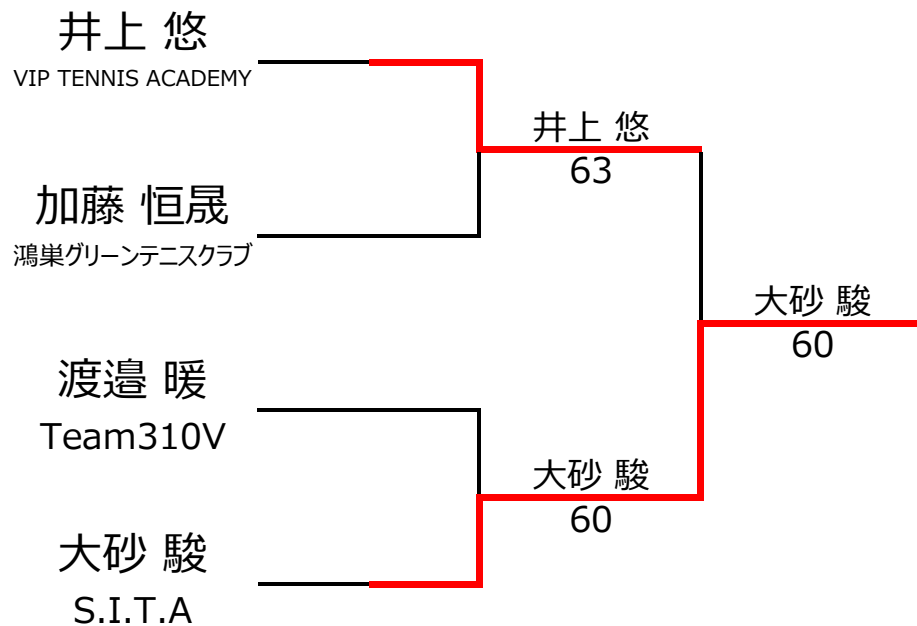 井上 悠
VIP TENNIS ACADEMY
加藤 恒晟
鴻巣グリーンテニスクラブ
渡邉 暖
Team310V
大砂 駿
S.I.T.A
井上 悠
63
大砂 駿
60
大砂 駿
60